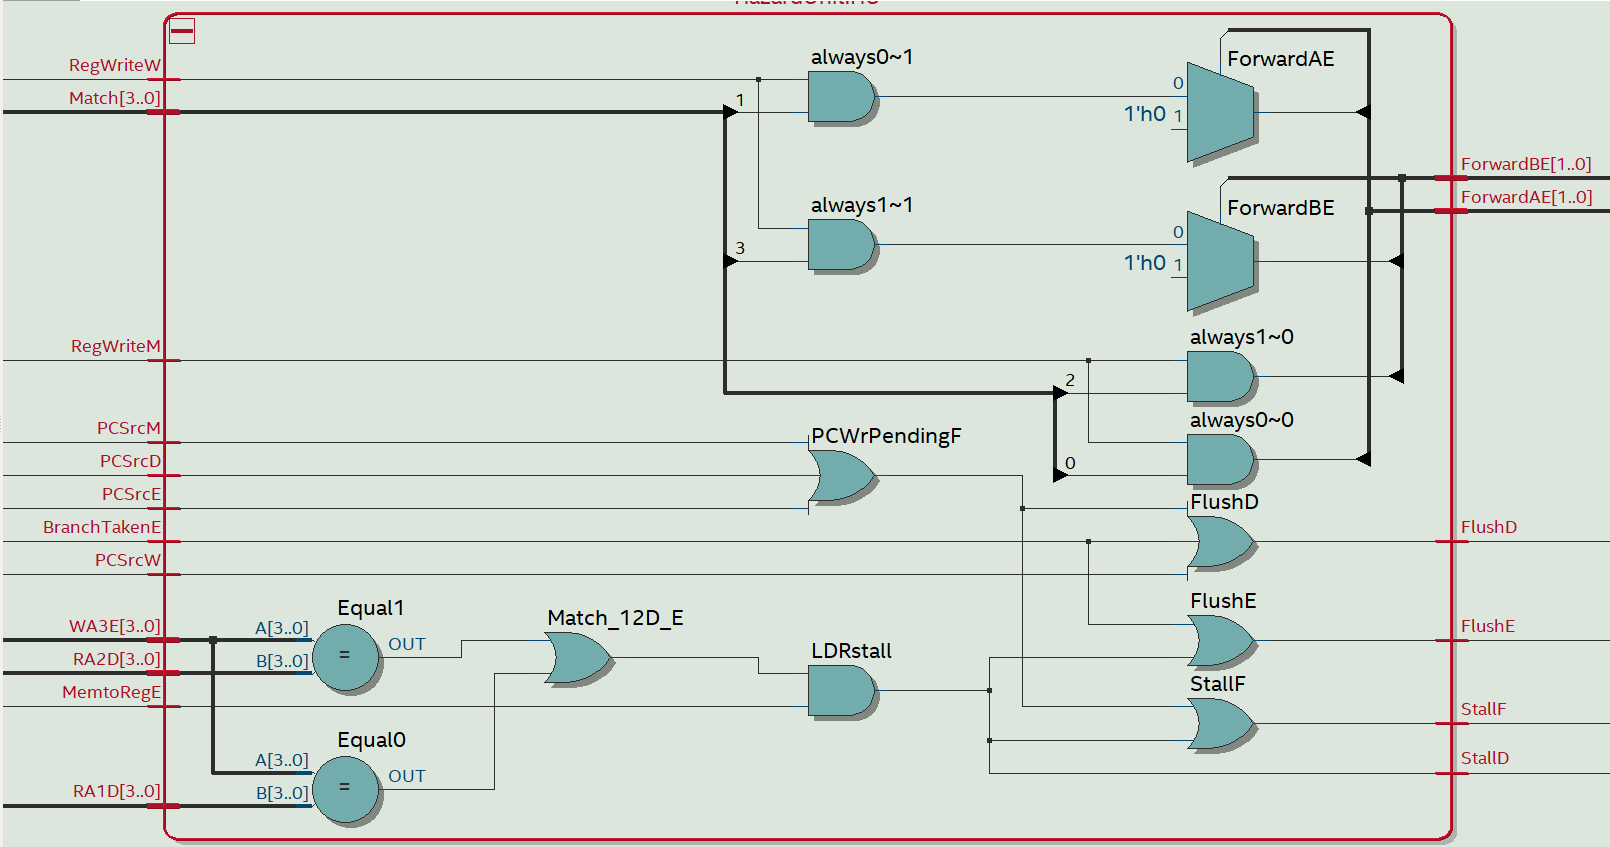 RegWriteW
always0~1
ForwardAE
Match[3..0]
1
0
1'h0 1
ForwardBE[1..0]
ForwardAE[1..0]
always1~1
ForwardBE
3
0
1'h0 1
RegWriteM
always1~0
2
always0~0
PCSrcM
PCWrPendingF
PCSrcD
0
PCSrcE
FlushD
BranchTakenE
FlushD
PCSrcW
Equal1
Match_12D_E
FlushE
WA3E[3..0]
A[3..0]
=
OUT
FlushE
RA2D[3..0]
B[3..0]
LDRstall
StallF
MemtoRegE
StallF
Equal0
A[3..0]
=
OUT
StallD
RA1D[3..0]
B[3..0]